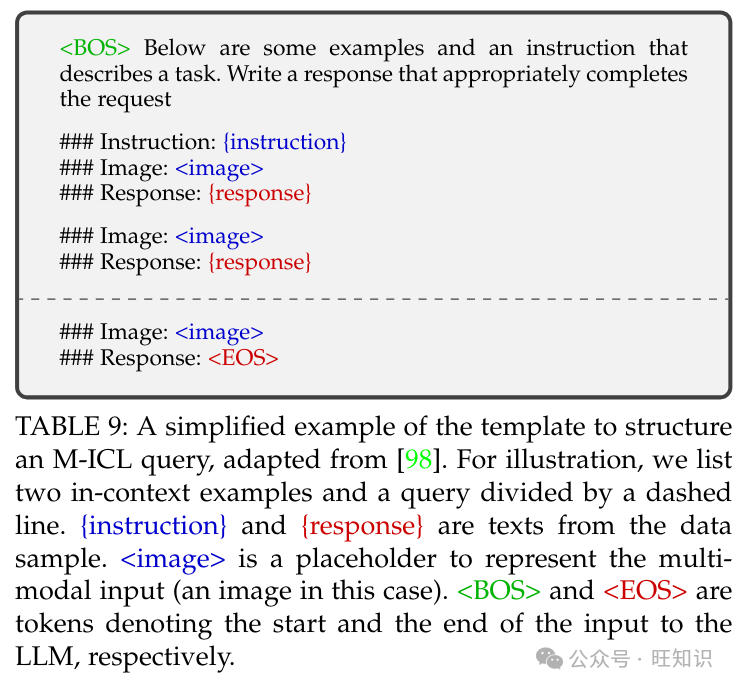 <BOS> Below are some examples and an instruction that
describes a task. Write a response that appropriately completes
the request
### Instruction: {instruction}
### Image: <image>
### Response: {response}
### Image: <image>
### Response: {response}
### Image: <image>
### Response: <EOS>
TABLE 9: A simplified example of the template to structure
an M-ICL query, adapted from [98]. For illustration, we list
two in-context examples and a query divided by a dashed
line. {instruction} and {response} are texts from the data
sample. <image> is a placeholder to represent the multi-
modal input (an image in this case). <BOS> and <EOS> are
tokens denoting the start and the end of the input to the
LLM, respectively.
公众号 · 旺知识